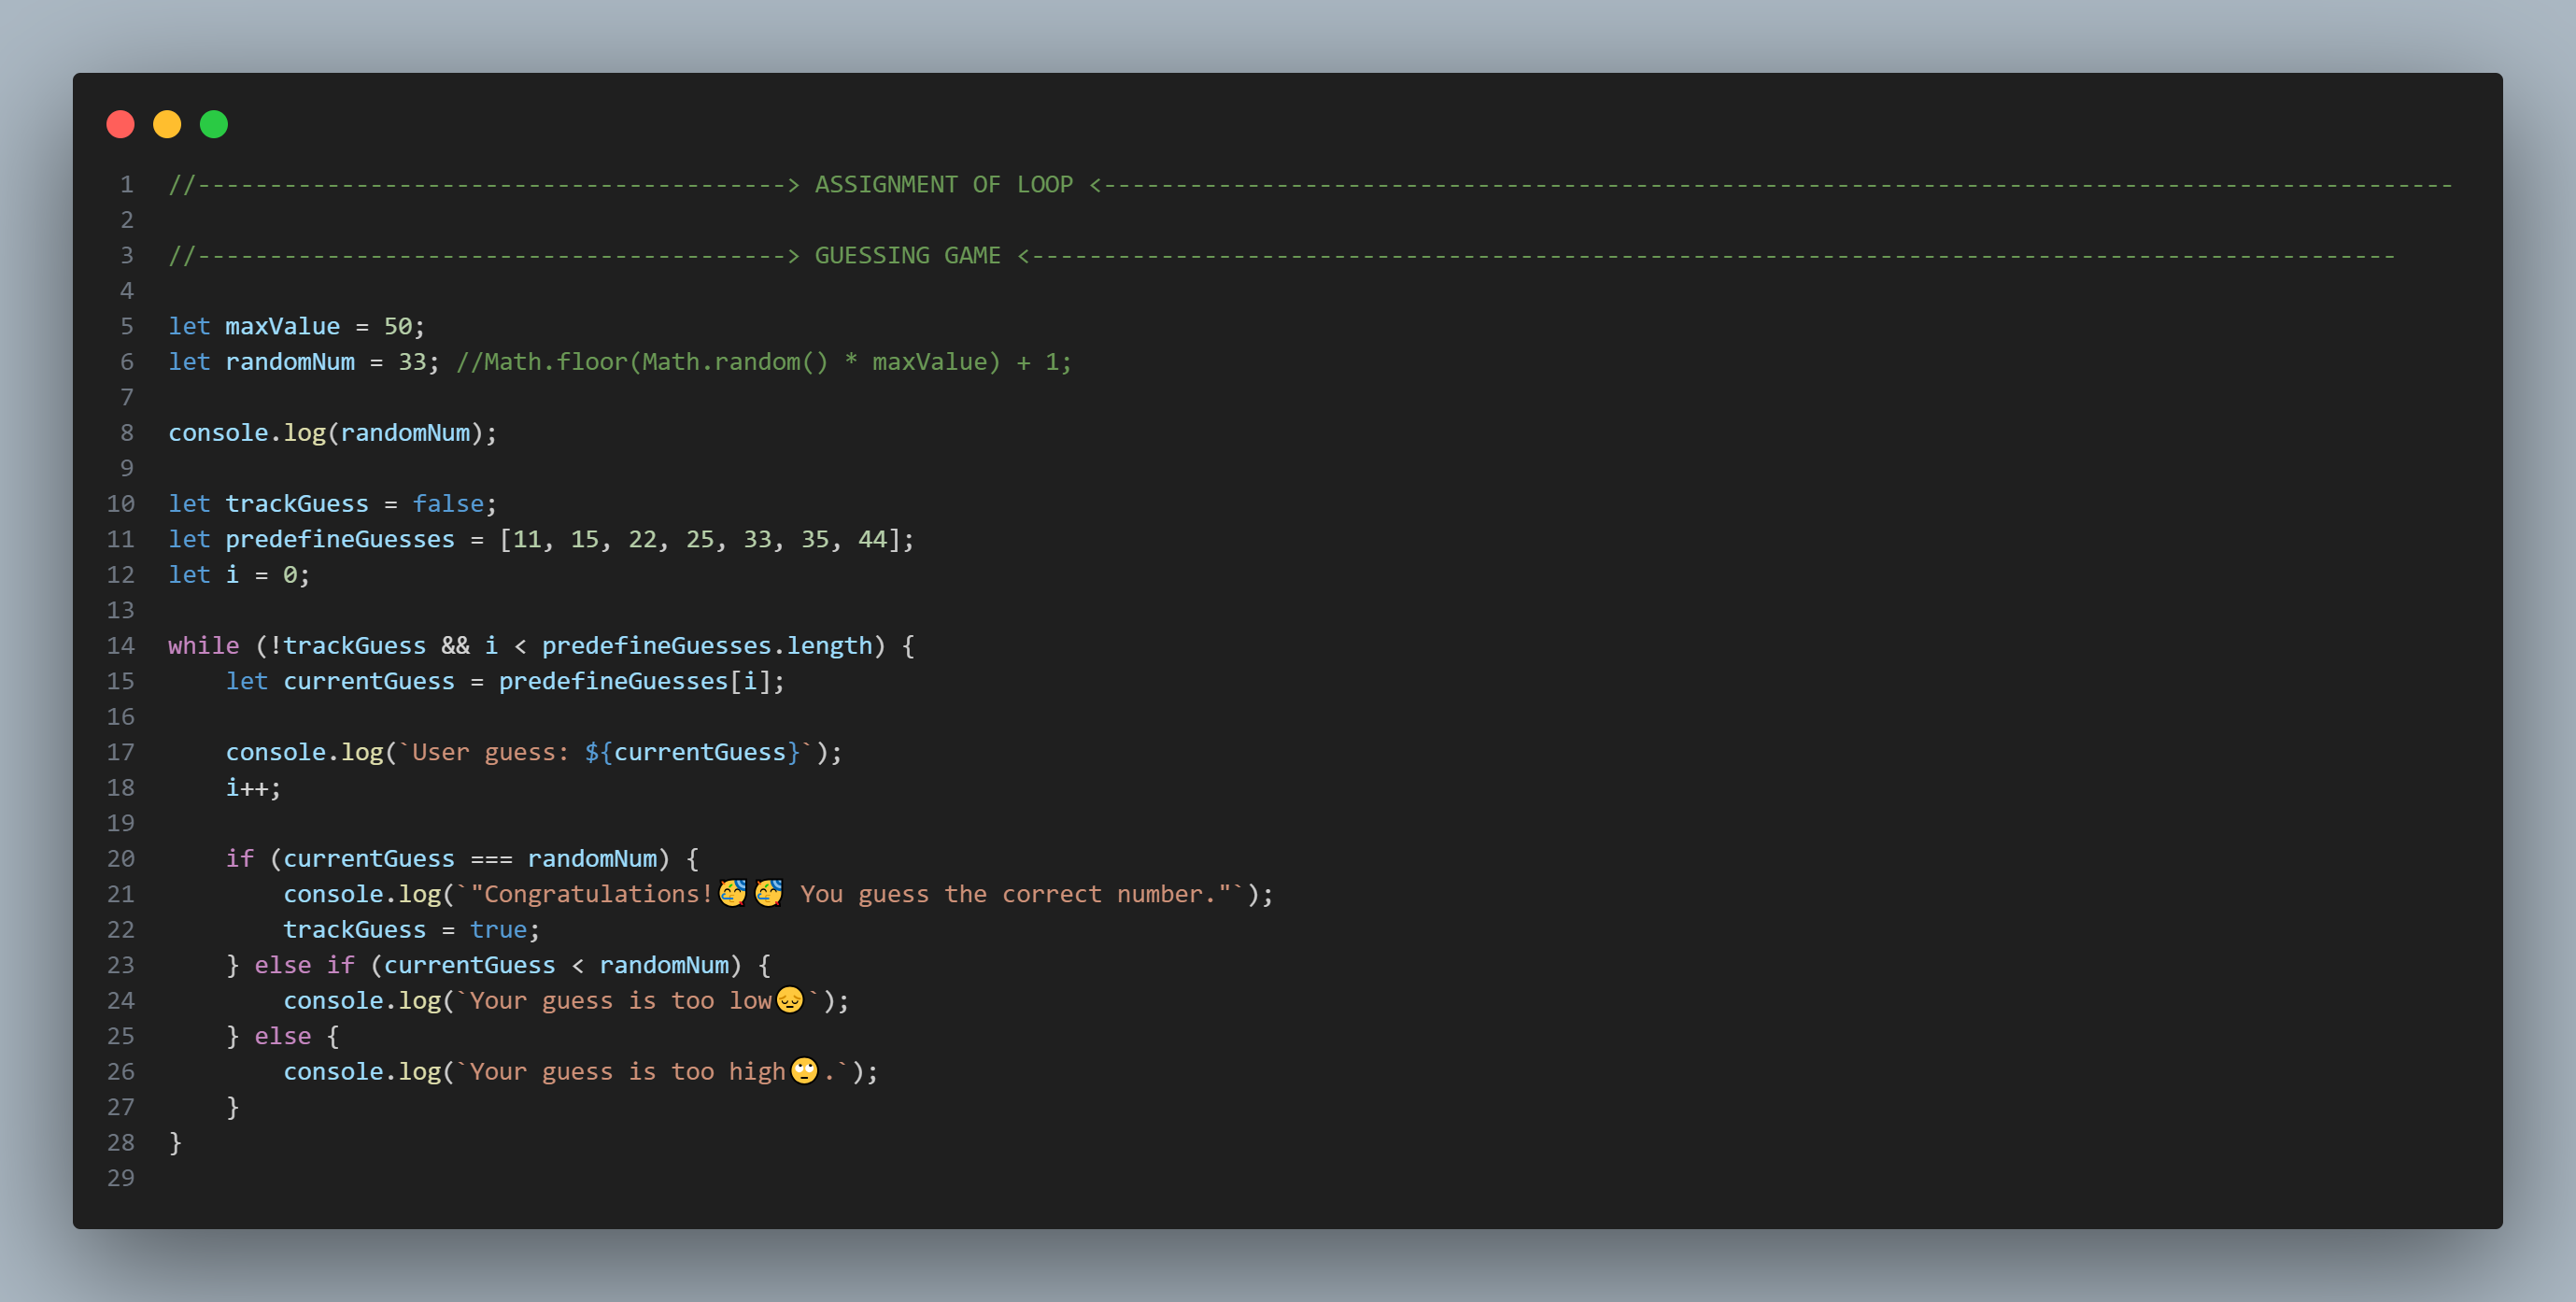 1 //-----------------------------------------> ASSIGNMENT OF LOOP <----------------------------------------------------------------------------------------------
2
3 //-----------------------------------------> GUESSING GAME <-----------------------------------------------------------------------------------------------
4
5 let maxValue = 50;
6 let randomNum = 33; //Math.floor(Math.random() * maxValue) + 1;
7
8 console.log(randomNum);
9
10 let trackGuess = false;
11 let predefineGuesses = [11, 15, 22, 25, 33, 35, 44];
12 let i = 0;
13
14 while (!trackGuess && i < predefineGuesses.length) {
15     let currentGuess = predefineGuesses[i];
16
17     console.log(`User guess: ${currentGuess}`);
18     i++;
19
20     if (currentGuess === randomNum) {
21         console.log(`"Congratulations!🥳🥳 You guess the correct number."`);
22         trackGuess = true;
23     } else if (currentGuess < randomNum) {
24         console.log(`Your guess is too low😔`);
25     } else {
26         console.log(`Your guess is too high🙄.`);
27     }
28 }
29